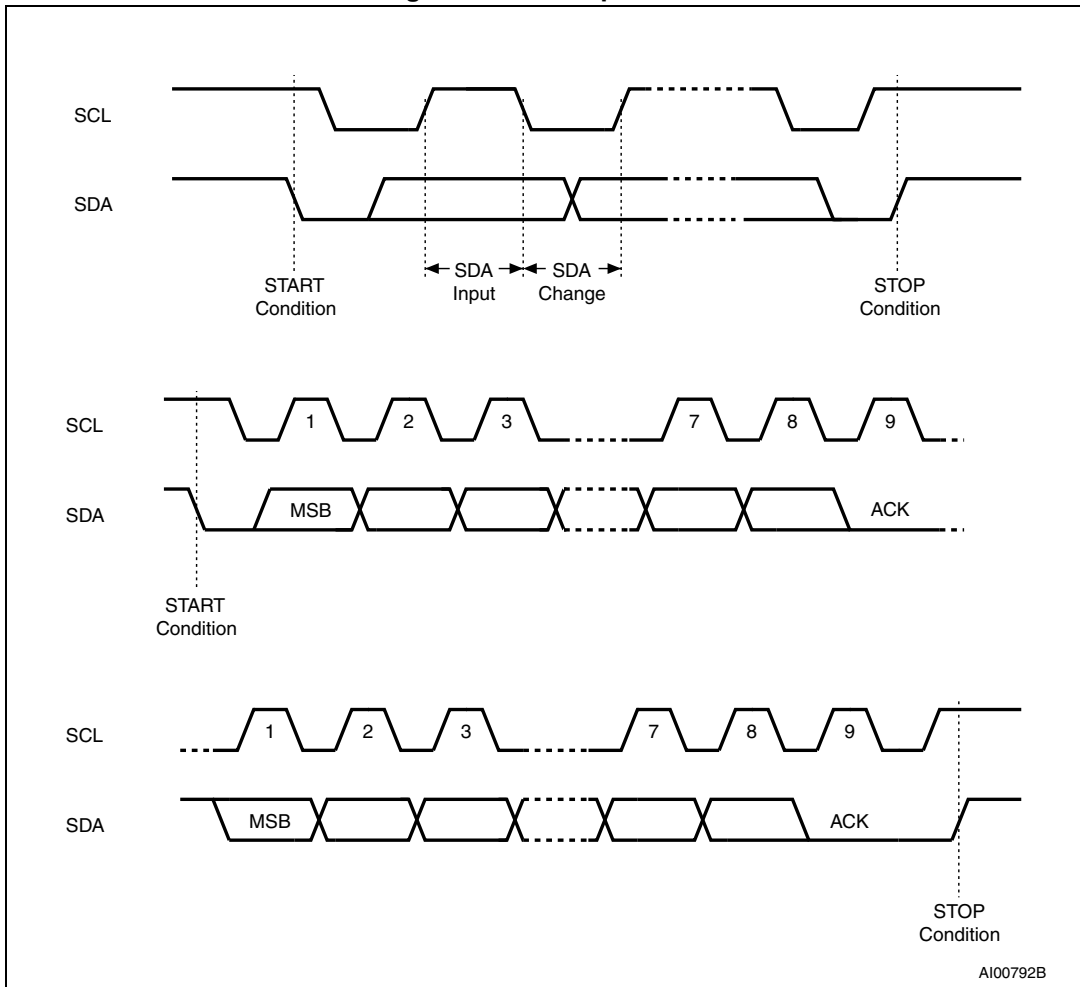 SCL
SDA
SDA Input
SDA Change
START Condition
STOP Condition
SCL
1 2 3 7 8 9
SDA
MSB ACK
START Condition
SCL
1 2 3 7 8 9
SDA
MSB ACK
STOP Condition
AI00792B